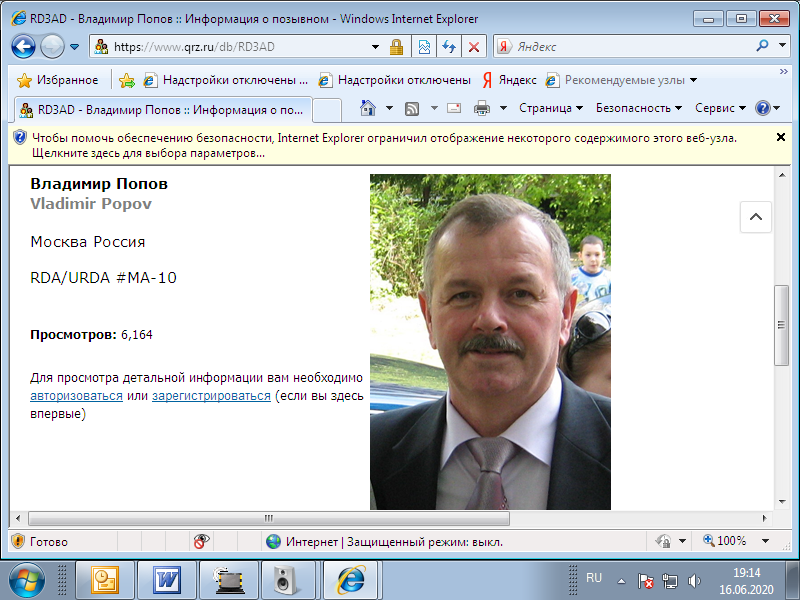 RD3AD - Владимир Попов :: Информация о позывном - Windows Internet Explorer
https://www.qrz.ru/db/RD3AD
Яндекс
Избранное
Надстройки отключены ...
Надстройки отключены
Яндекс
Рекомендуемые узлы
RD3AD - Владимир Попов :: Информация о по...
Страница
Безопасность
Сервис
Чтобы помочь обеспечению безопасности, Internet Explorer ограничил отображение некоторого содержимого этого веб-узла.
Щелкните здесь для выбора параметров...
Владимир Попов
Vladimir Popov
Москва Россия
RDA/URDA #MA-10
Просмотров: 6,164
Для просмотра детальной информации вам необходимо
авторизоваться или зарегистрироваться (если вы здесь
впервые)
Готово
Интернет | Защищенный режим: выкл.
100%
RU
19:14
16.06.2020